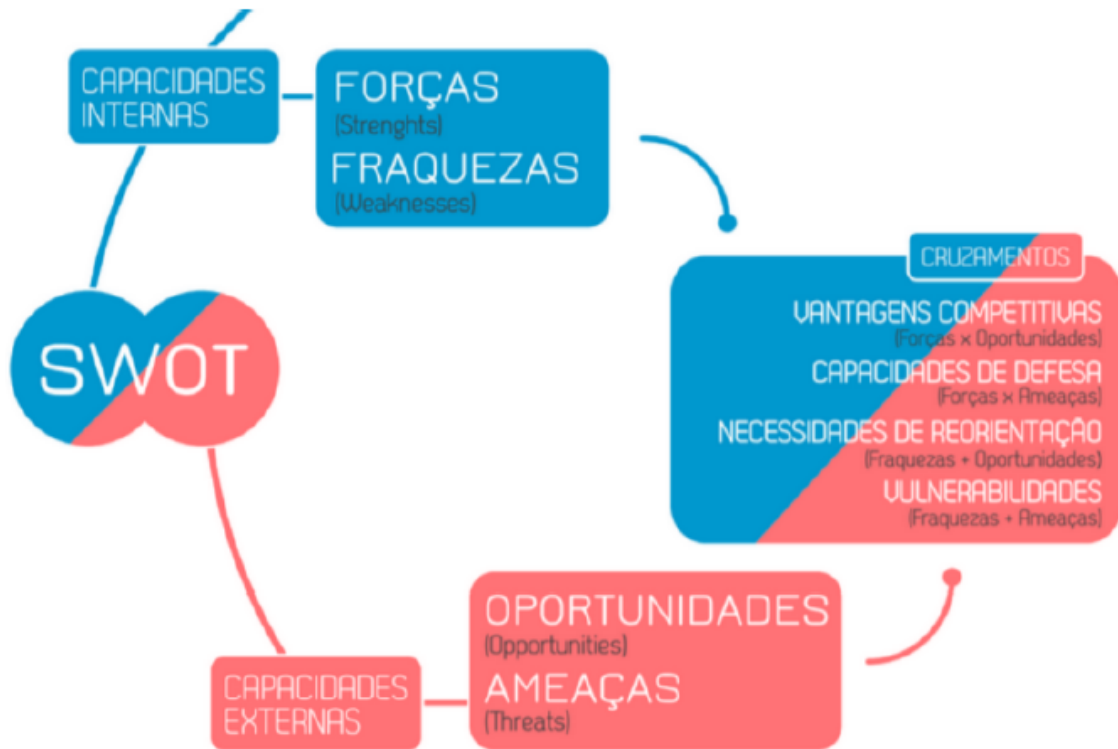 CAPACIDADES
INTERNAS
FORÇAS
(Strenghts)
FRAQUEZAS
(Weaknesses)
SWOT
CRUZAMENTOS
VANTAGENS COMPETITIVAS
(Forças x Oportunidades)
CAPACIDADES DE DEFESA
(Forças x Ameaças)
NECESSIDADES DE REORIENTAÇÃO
(Fraquezas + Oportunidades)
VULNERABILIDADES
(Fraquezas + Ameaças)
OPORTUNIDADES
(Opportunities)
AMEAÇAS
(Threats)
CAPACIDADES
EXTERNAS